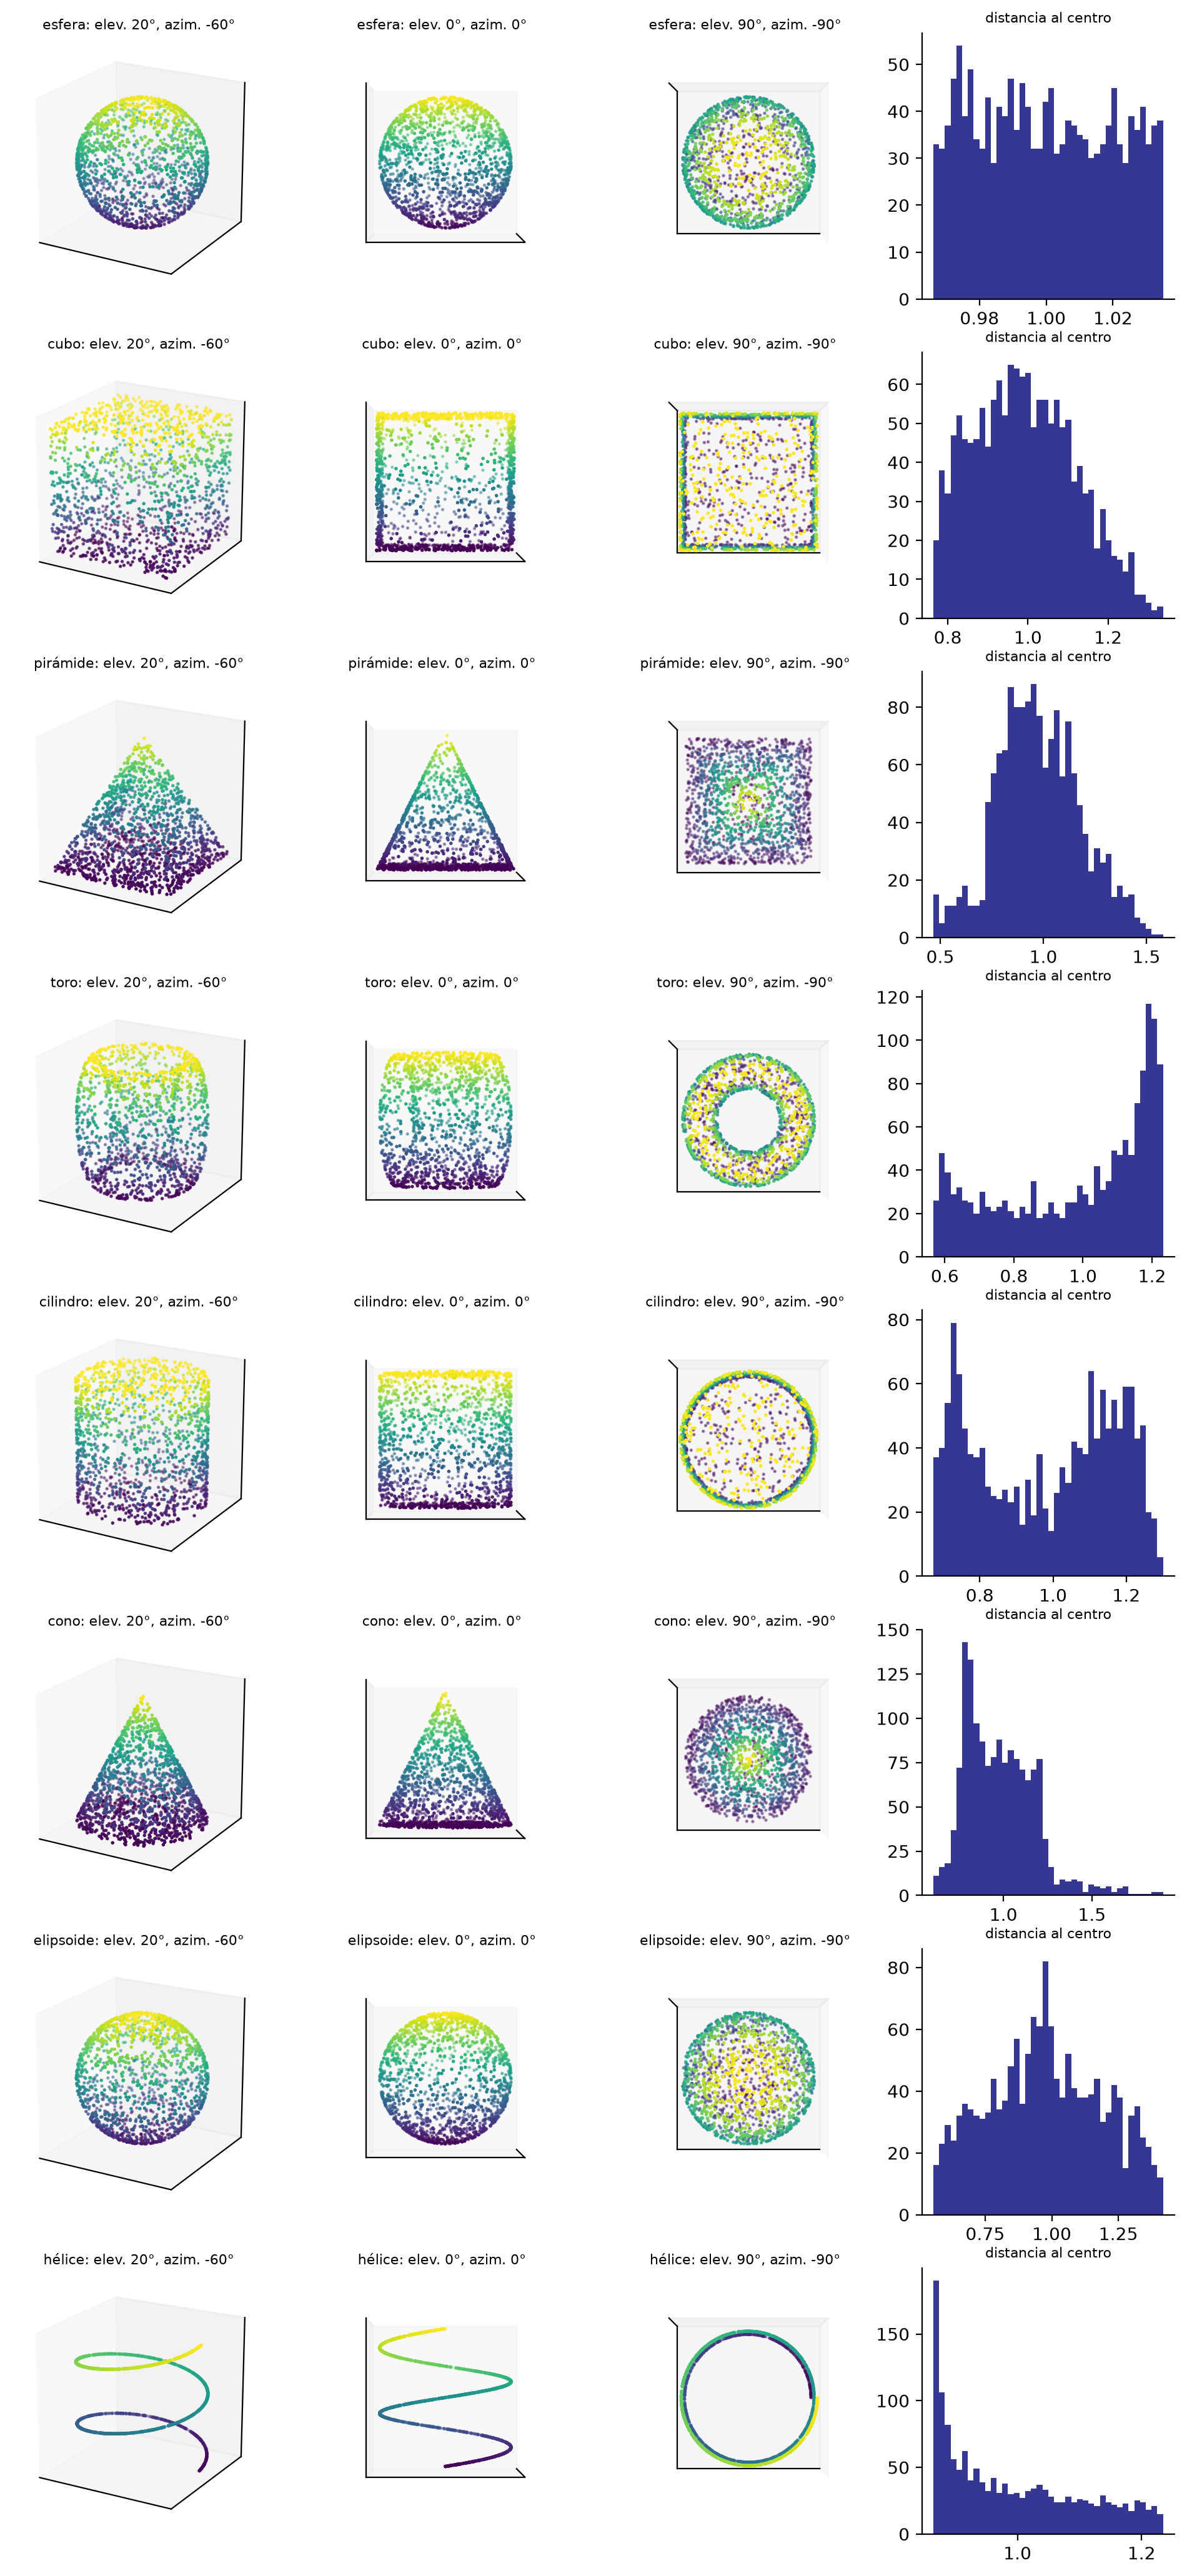 esfera: elev. 20°, azim. -60°
esfera: elev. 0°, azim. 0°
esfera: elev. 90°, azim. -90°
distancia al centro
50
40
30
20
10
0
0.98 1.00 1.02
cubo: elev. 20°, azim. -60°
cubo: elev. 0°, azim. 0°
cubo: elev. 90°, azim. -90°
distancia al centro
60
50
40
30
20
10
0
0.8 1.0 1.2
pirámide: elev. 20°, azim. -60°
pirámide: elev. 0°, azim. 0°
pirámide: elev. 90°, azim. -90°
distancia al centro
80
60
40
20
0
0.5 1.0 1.5
toro: elev. 20°, azim. -60°
toro: elev. 0°, azim. 0°
toro: elev. 90°, azim. -90°
distancia al centro
120
100
80
60
40
20
0
0.6 0.8 1.0 1.2
cilindro: elev. 20°, azim. -60°
cilindro: elev. 0°, azim. 0°
cilindro: elev. 90°, azim. -90°
distancia al centro
80
60
40
20
0
0.8 1.0 1.2
cono: elev. 20°, azim. -60°
cono: elev. 0°, azim. 0°
cono: elev. 90°, azim. -90°
distancia al centro
150
125
100
75
50
25
0
1.0 1.5
elipsoide: elev. 20°, azim. -60°
elipsoide: elev. 0°, azim. 0°
elipsoide: elev. 90°, azim. -90°
distancia al centro
80
60
40
20
0
0.75 1.00 1.25
hélice: elev. 20°, azim. -60°
hélice: elev. 0°, azim. 0°
hélice: elev. 90°, azim. -90°
distancia al centro
150
100
50
0
1.0 1.2